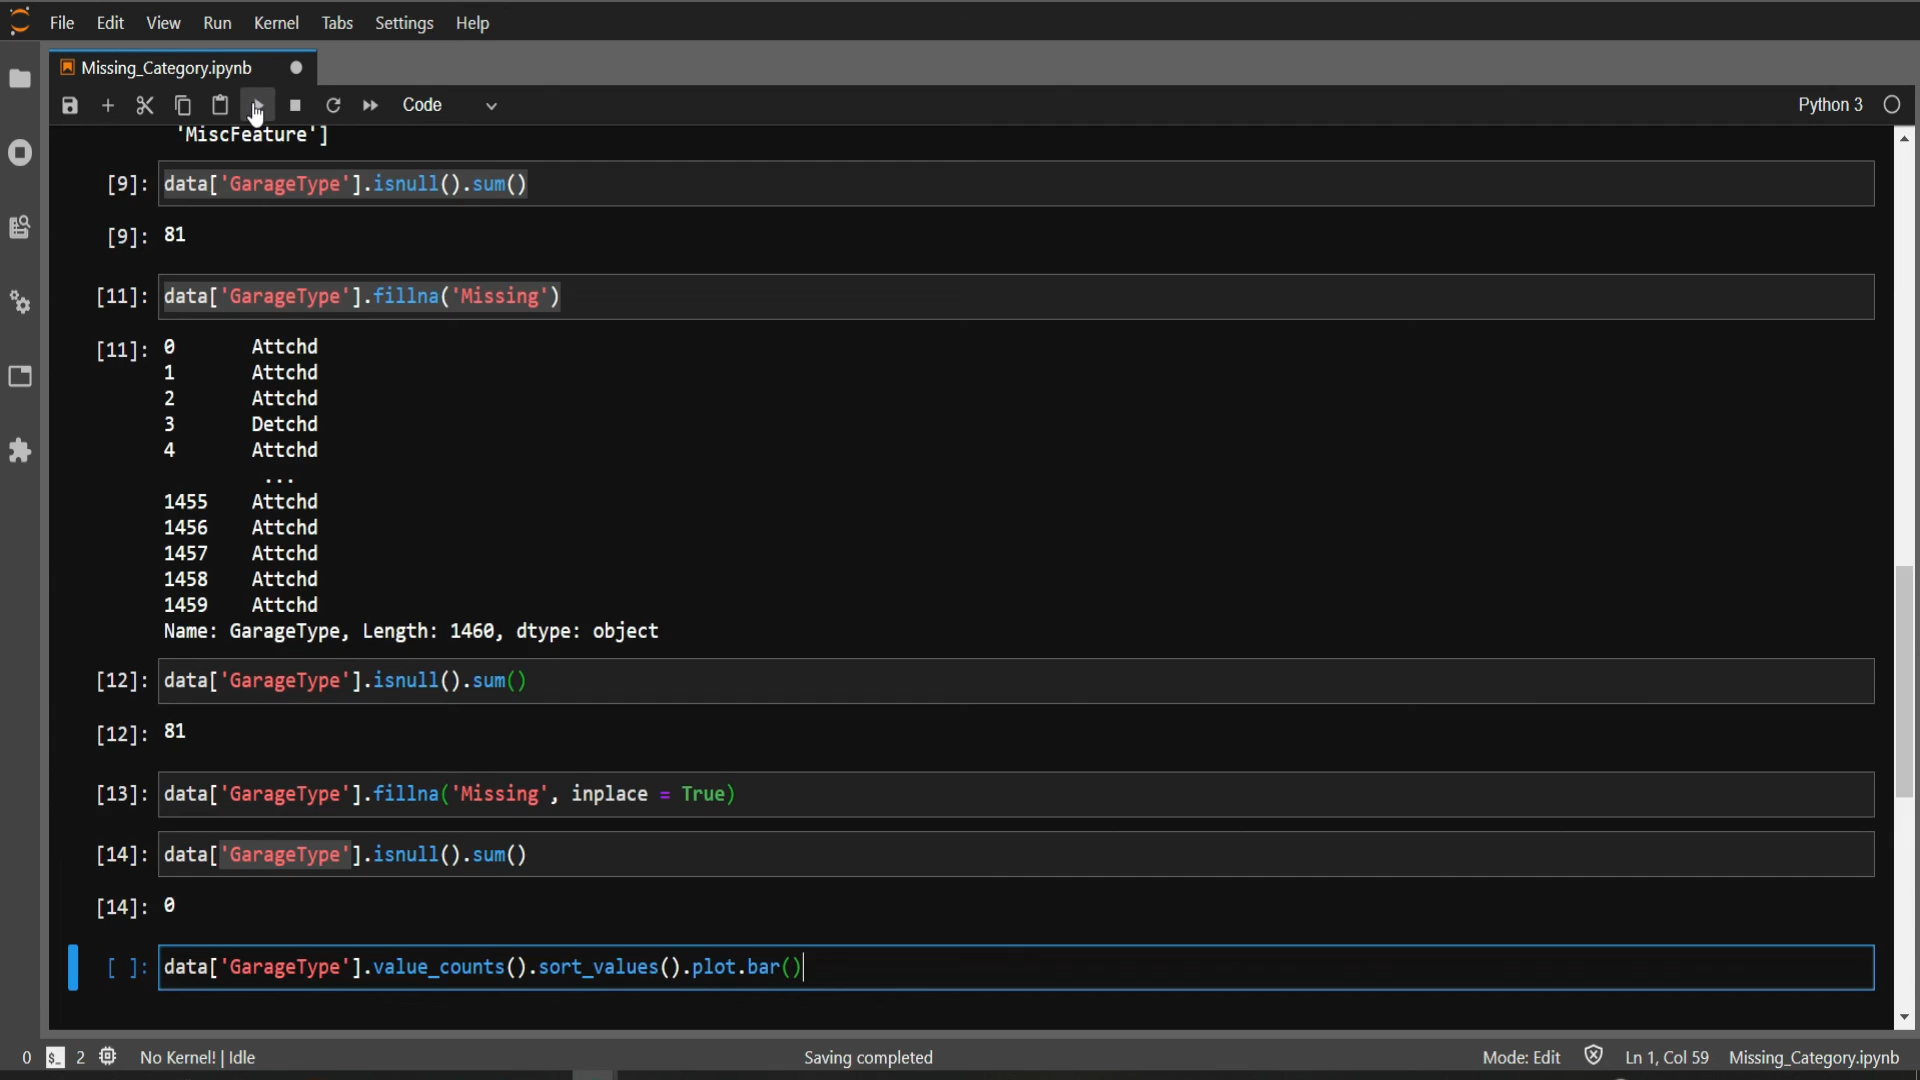 File Edit View Run Kernel Tabs Settings Help
Missing_Category.ipynb
Code Python 3
'MiscFeature']
[9]: data['GarageType'].isnull().sum()
[9]: 81
[11]: data['GarageType'].fillna('Missing')
[11]: 0 Attchd
1 Attchd
2 Attchd
3 Detchd
4 Attchd
...
1455 Attchd
1456 Attchd
1457 Attchd
1458 Attchd
1459 Attchd
Name: GarageType, Length: 1460, dtype: object
[12]: data['GarageType'].isnull().sum()
[12]: 81
[13]: data['GarageType'].fillna('Missing', inplace = True)
[14]: data['GarageType'].isnull().sum()
[14]: 0
[ ]: data['GarageType'].value_counts().sort_values().plot.bar()
0 $_ 2 No Kernel! | Idle Saving completed Mode: Edit Ln 1, Col 59 Missing_Category.ipynb